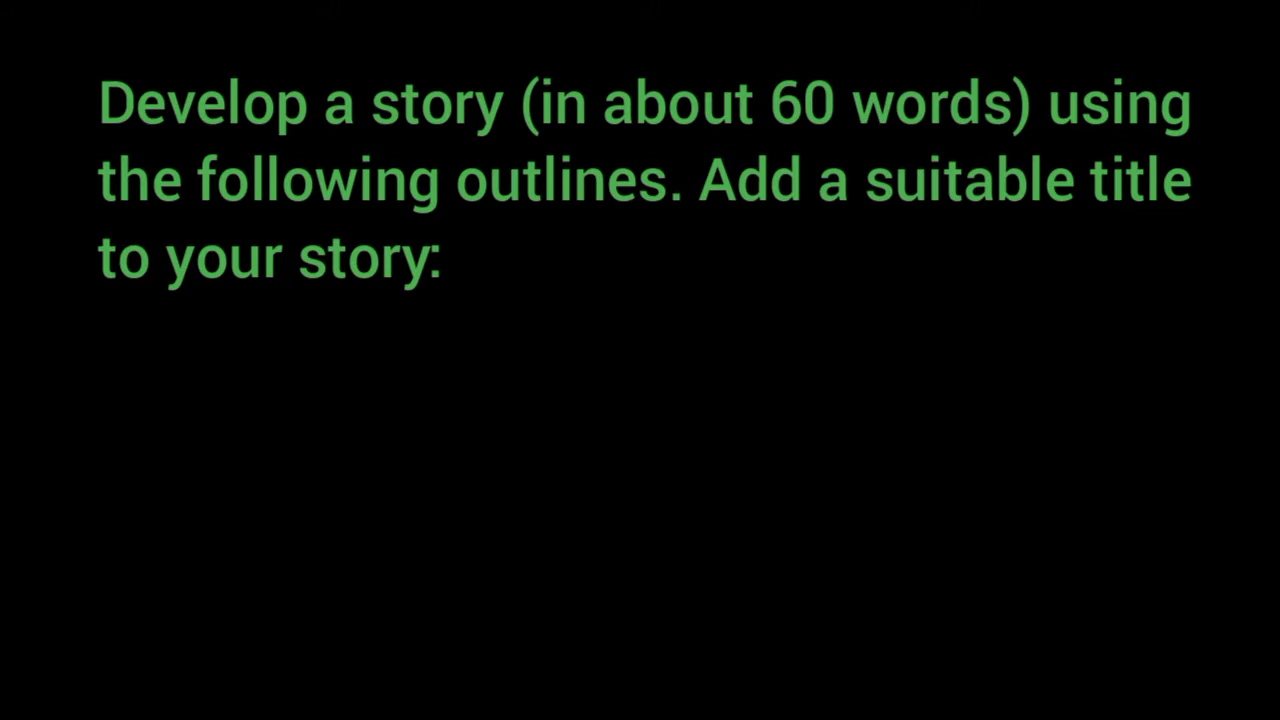 Develop a story (in about 60 words) using
the following outlines. Add a suitable title
to your story: